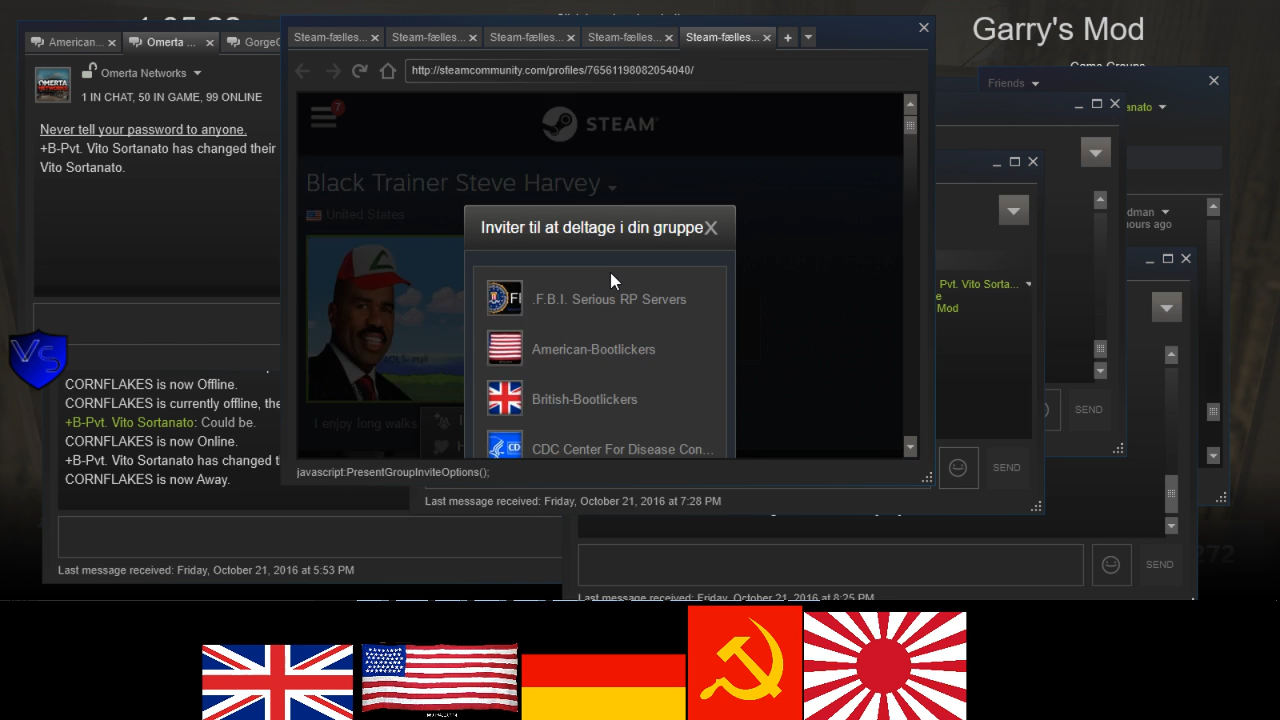 Garry's Mod
American...
Omerta ...
Steam-fælles...
Steam-fælles...
Steam-fælles...
Steam-fælles...
Steam-fælles...
Friends
Omerta Networks
1 IN CHAT, 50 IN GAME, 99 ONLINE
http://steamcommunity.com/profiles/76561198082054040/
Never tell your password to anyone.
+B-Pvt. Vito Sortanato has changed their
Vito Sortanato.
7
STEAM
Black Trainer Steve Harvey
United States
Inviter til at deltage i din gruppe X
.F.B.I. Serious RP Servers
American-Bootlickers
British-Bootlickers
CDC Center For Disease Con...
I enjoy long walks
javascript:PresentGroupInviteOptions();
anato
dman
hours ago
Pvt. Vito Sorta...
e
Mod
VS
CORNFLAKES is now Offline.
CORNFLAKES is currently offline, the
+B-Pvt. Vito Sortanato: Could be.
CORNFLAKES is now Online.
+B-Pvt. Vito Sortanato has changed t
CORNFLAKES is now Away.
SEND
SEND
Last message received: Friday, October 21, 2016 at 7:28 PM
SEND
272
Last message received: Friday, October 21, 2016 at 5:53 PM
Last message received: Friday, October 21, 2016 at 8:25 PM